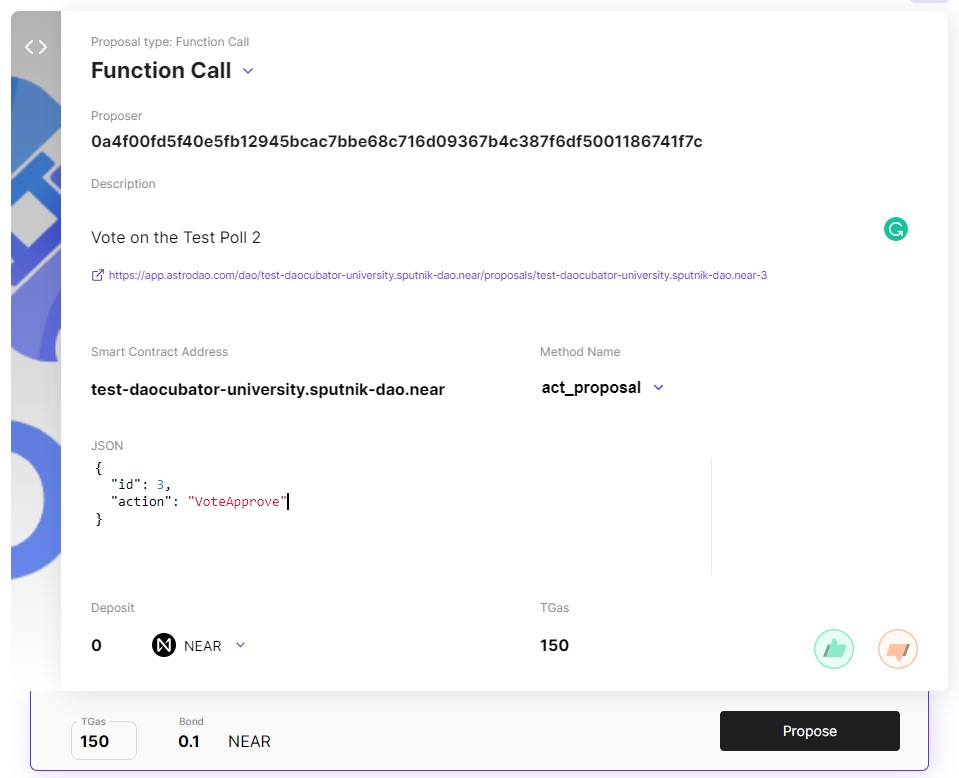 Proposal type: Function Call
Function Call
Proposer
0a4f00fd5f40e5fb12945bcac7bbe68c716d09367b4c387f6df5001186741f7c
Description
Vote on the Test Poll 2
https://app.astrodao.com/dao/test-daocubator-university.sputnik-dao.near/proposals/test-daocubator-university.sputnik-dao.near-3
Smart Contract Address
Method Name
test-daocubator-university.sputnik-dao.near
act_proposal
JSON
{
"id": 3,
"action": "VoteApprove"
}
Deposit
TGas
0 NEAR
150
TGas
Bond
150
0.1 NEAR
Propose